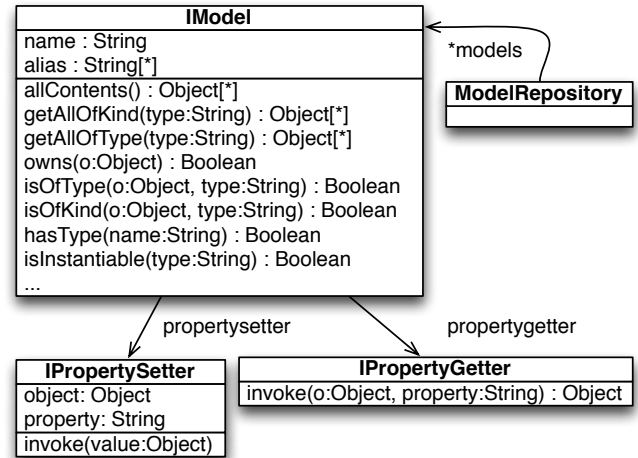 IModel
name : String
alias : String[*]
allContents() : Object[*]
getAllOfKind(type:String) : Object[*]
getAllOfType(type:String) : Object[*]
owns(o:Object) : Boolean
isOfType(o:Object, type:String) : Boolean
isOfKind(o:Object, type:String) : Boolean
hasType(name:String) : Boolean
isInstantiable(type:String) : Boolean
...
*models
ModelRepository
propertysetter
propertygetter
IPropertySetter
object: Object
property: String
invoke(value:Object)
IPropertyGetter
invoke(o:Object, property:String) : Object